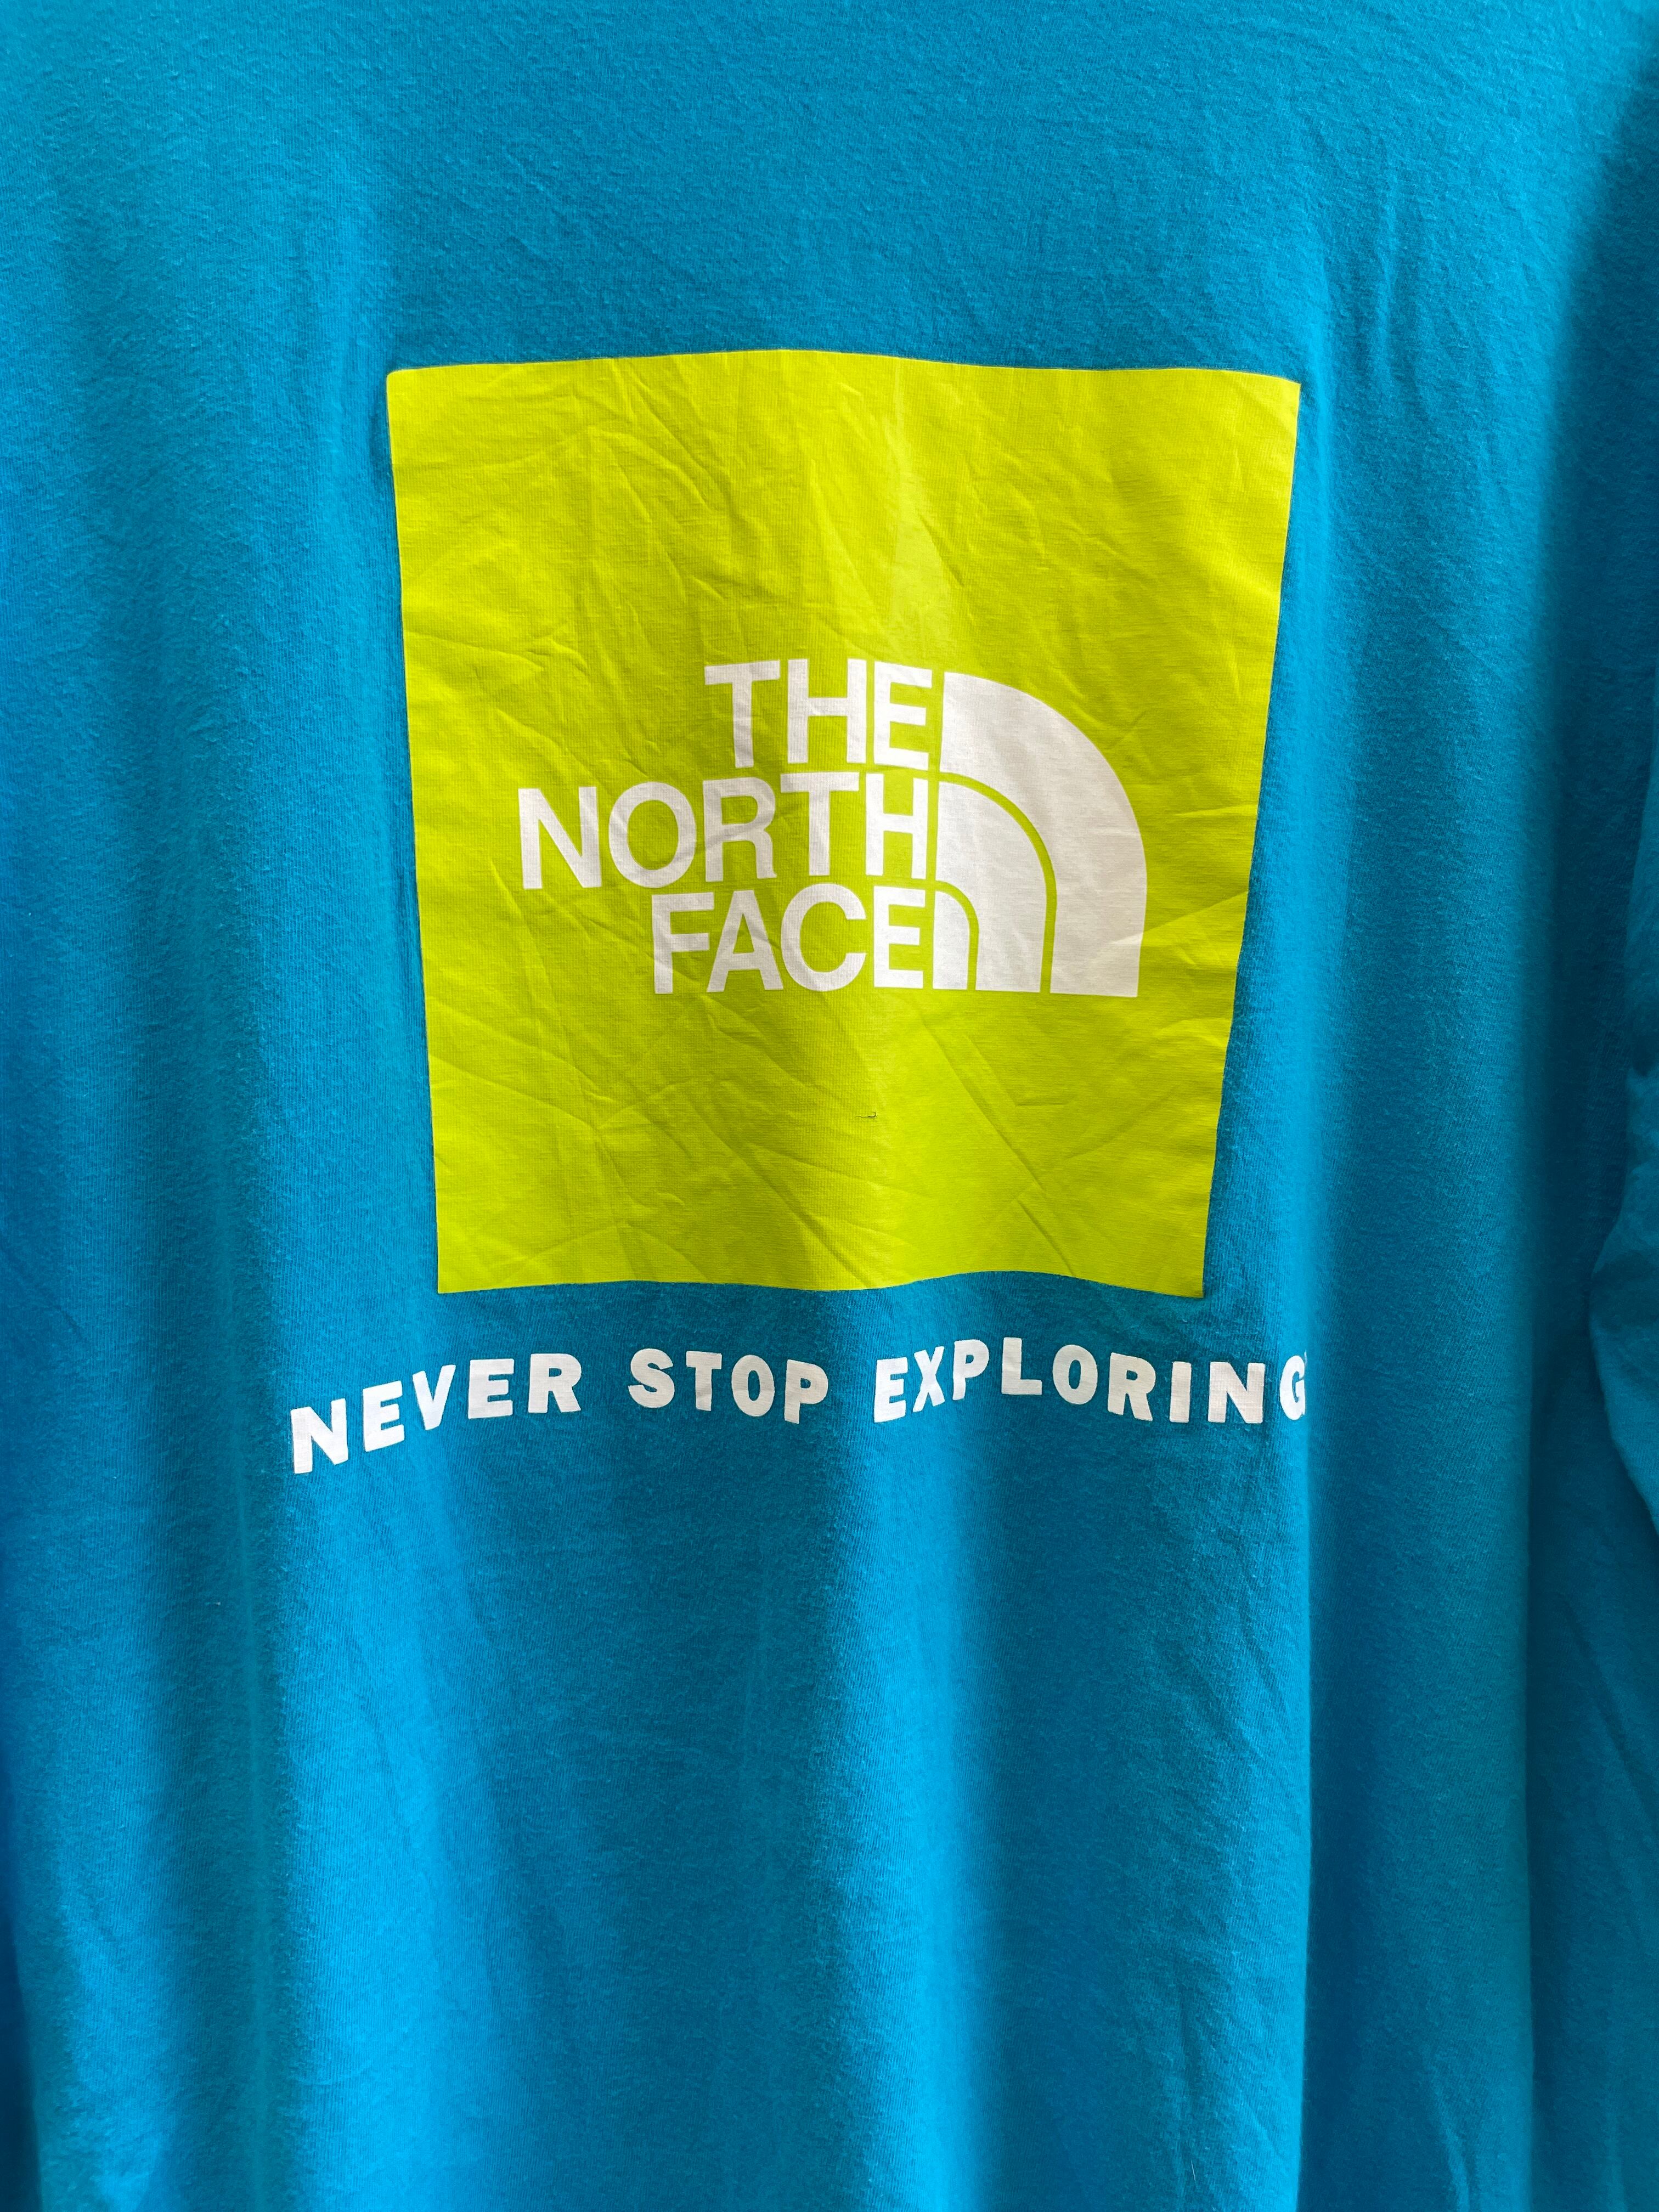 THE
NORTH
FACE
NEVER STOP EXPLORING